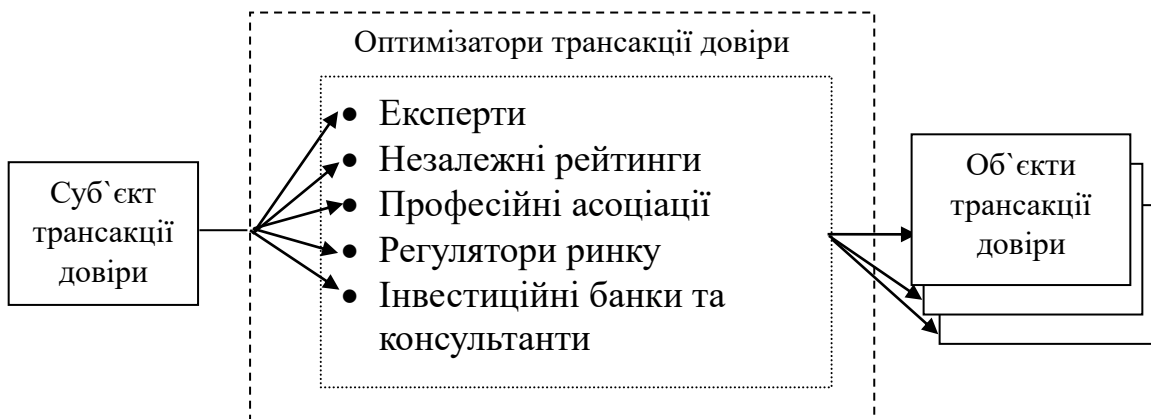 Оптимізатори трансакції довіри
Суб`єкт
трансакції
довіри
• Експерти
• Незалежні рейтинги
• Професійні асоціації
• Регулятори ринку
• Інвестиційні банки та
консультанти
Об`єкти
трансакції
довіри